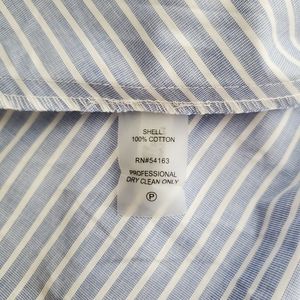 SHELL
100% COTTON
RN#54163
PROFESSIONAL
DRY CLEAN ONLY
P